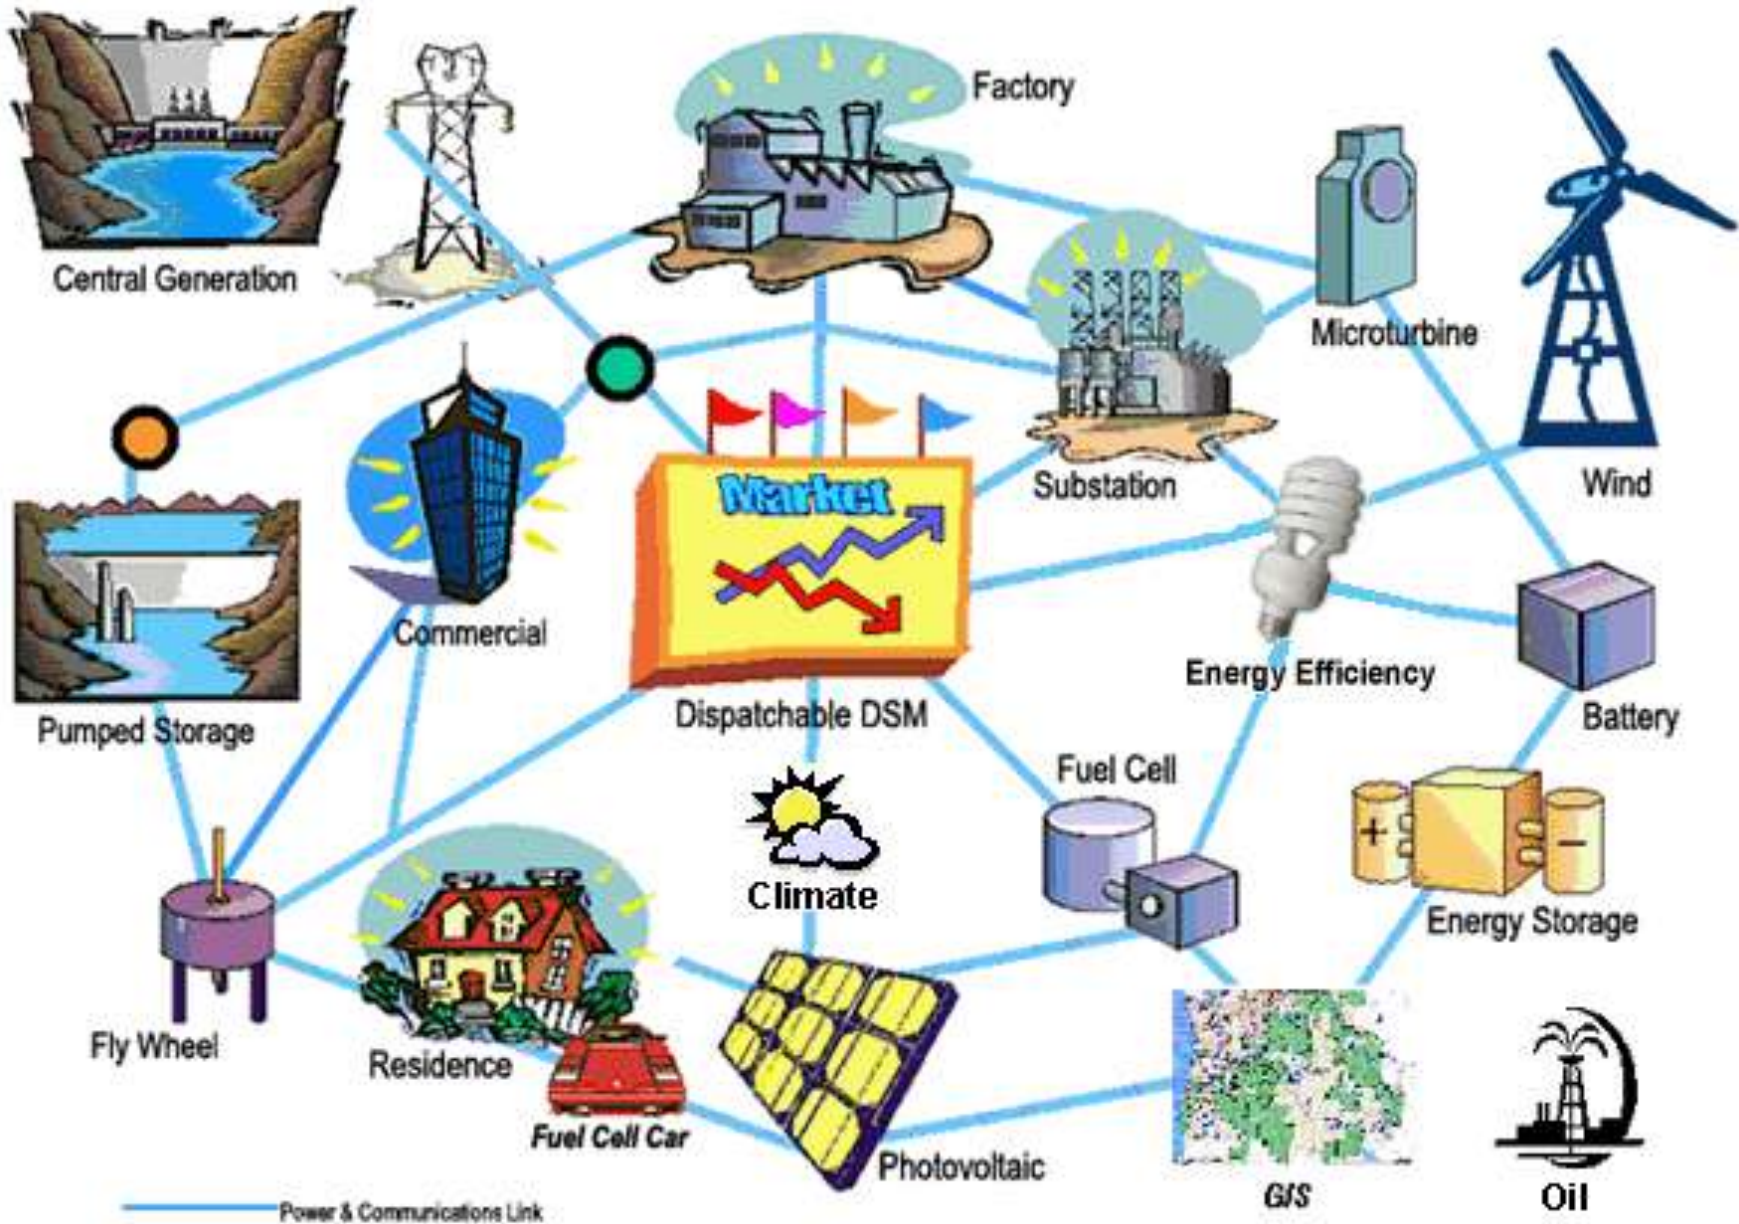 Factory
Central Generation
Microturbine
Market
Substation
Wind
Commercial
Energy Efficiency
Pumped Storage
Dispatchable DSM
Battery
Fuel Cell
Climate
Energy Storage
+
−
Fly Wheel
Residence
Fuel Cell Car
Photovoltaic
GIS
Oil
Power & Communications Link